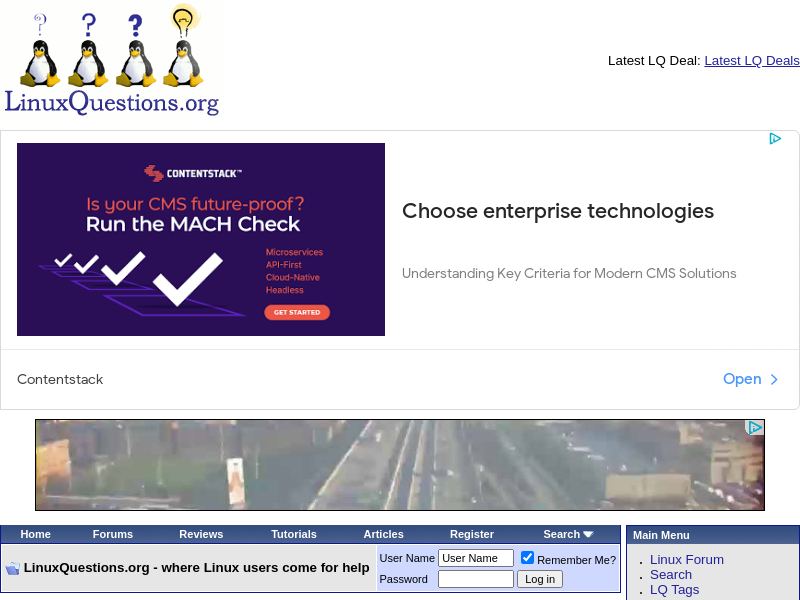 ? ? ?
LinuxQuestions.org
Latest LQ Deal: Latest LQ Deals
CONTENTSTACK™
Is your CMS future-proof?
Run the MACH Check
Microservices
API-First
Cloud-Native
Headless
GET STARTED
Choose enterprise technologies
Understanding Key Criteria for Modern CMS Solutions
Contentstack
Open
Home Forums Reviews Tutorials Articles Register Search
LinuxQuestions.org - where Linux users come for help
User Name User Name Remember Me?
Password Log in
Main Menu
Linux Forum
Search
LQ Tags